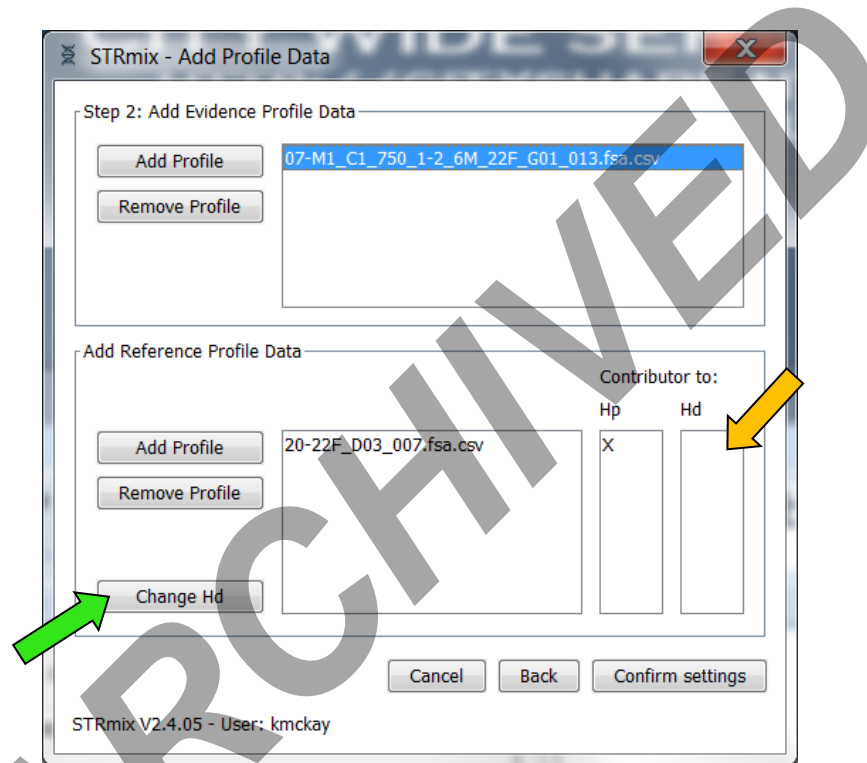 STRmix - Add Profile Data
Step 2: Add Evidence Profile Data
Add Profile
07-M1_C1_750_1-2_6M_22F_G01_013.fsa.csv
Remove Profile
Add Reference Profile Data
Contributor to:
Hp Hd
Add Profile
20-22F_D03_007.fsa.csv
X
Remove Profile
Change Hd
Cancel
Back
Confirm settings
STRmix V2.4.05 - User: kmckay
ARCHIVED